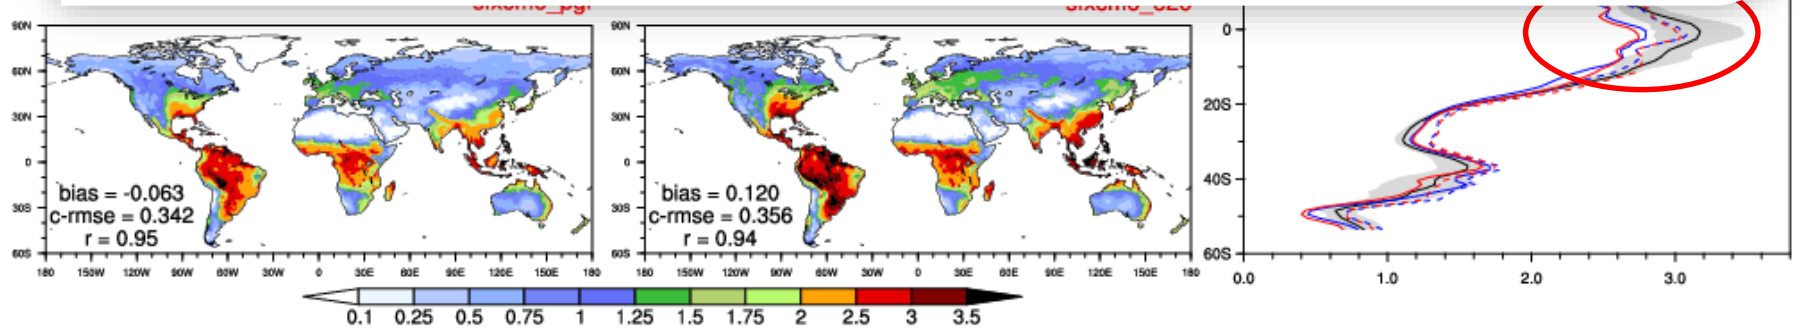 90N
60N
30N
0
30S
60S
bias = -0.063
c-rmse = 0.342
r = 0.95
180 150W 120W 90W 60W 30W 0 30E 60E 90E 120E 150E 180
90N
60N
30N
0
30S
60S
bias = 0.120
c-rmse = 0.356
r = 0.94
180 150W 120W 90W 60W 30W 0 30E 60E 90E 120E 150E 180
0.1 0.25 0.5 0.75 1 1.25 1.5 1.75 2 2.5 3 3.5
0
20S
40S
60S
0.0 1.0 2.0 3.0